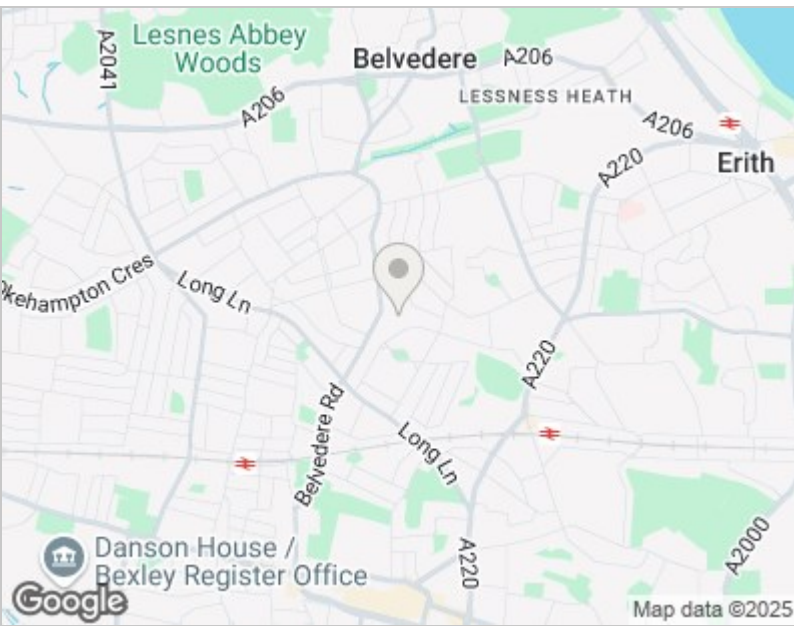 A2041
Lesnes Abbey
Woods
Belvedere
A206
LESSNESS HEATH
A206
A206
A220
Erith
kehampton Cres
Long Ln
A220
Belvedere Rd
Long Ln
A220
A2000
Danson House /
Bexley Register Office
Google
Map data ©2025